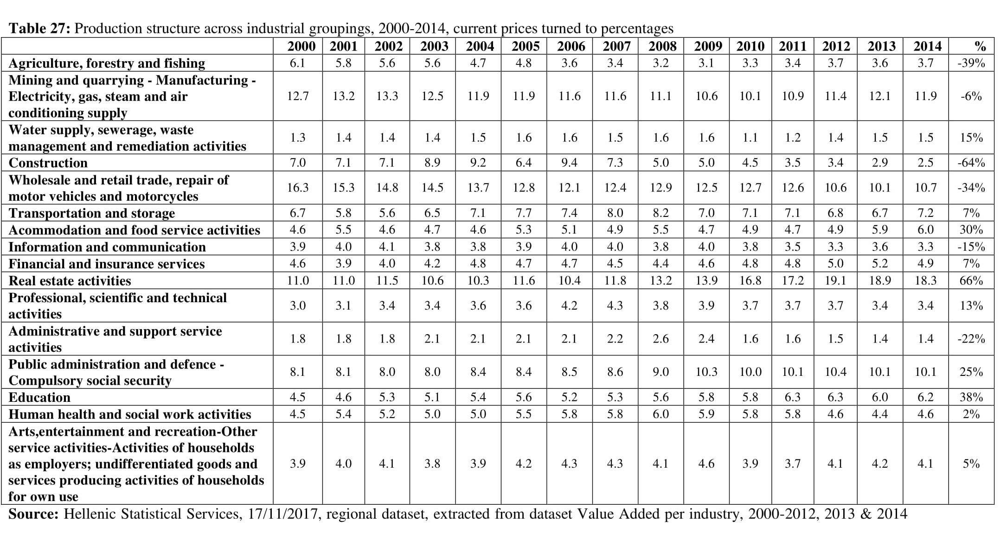 Table 27: Production structure across industrial groupings, 2000-2014, current prices turned to percentages
2000 2001 2002 2003 2004 2005 2006 2007 2008 2009 2010 2011 2012 2013 2014 %
Agriculture, forestry and fishing 6.1 5.8 5.6 5.6 4.7 4.8 3.6 3.4 3.2 3.1 3.3 3.4 3.7 3.6 3.7 -39%
Mining and quarrying - Manufacturing -
Electricity, gas, steam and air 12.7 13.2 13.3 12.5 11.9 11.9 11.6 11.6 11.1 10.6 10.1 10.9 11.4 12.1 11.9 -6%
conditioning supply
Water supply, sewerage, waste
management and remediation activities 1.3 1.4 1.4 1.4 1.5 1.6 1.6 1.5 1.6 1.6 1.1 1.2 1.4 1.5 1.5 15%
Construction 7.0 7.1 7.1 8.9 9.2 6.4 9.4 7.3 5.0 5.0 4.5 3.5 3.4 2.9 2.5 -64%
Wholesale and retail trade, repair of
motor vehicles and motorcycles 16.3 15.3 14.8 14.5 13.7 12.8 12.1 12.4 12.9 12.5 12.7 12.6 10.6 10.1 10.7 -34%
Transportation and storage 6.7 5.8 5.6 6.5 7.1 7.7 7.4 8.0 8.2 7.0 7.1 7.1 6.8 6.7 7.2 7%
Acommodation and food service activities 4.6 5.5 4.6 4.7 4.6 5.3 5.1 4.9 5.5 4.7 4.9 4.7 4.9 5.9 6.0 30%
Information and communication 3.9 4.0 4.1 3.8 3.8 3.9 4.0 4.0 3.8 4.0 3.8 3.5 3.3 3.6 3.3 -15%
Financial and insurance services 4.6 3.9 4.0 4.2 4.8 4.7 4.7 4.5 4.4 4.6 4.8 4.8 5.0 5.2 4.9 7%
Real estate activities 11.0 11.0 11.5 10.6 10.3 11.6 10.4 11.8 13.2 13.9 16.8 17.2 19.1 18.9 18.3 66%
Professional, scientific and technical
activities 3.0 3.1 3.4 3.4 3.6 3.6 4.2 4.3 3.8 3.9 3.7 3.7 3.7 3.4 3.4 13%
Administrative and support service
activities 1.8 1.8 1.8 2.1 2.1 2.1 2.1 2.2 2.6 2.4 1.6 1.6 1.5 1.4 1.4 -22%
Public administration and defence -
Compulsory social security 8.1 8.1 8.0 8.0 8.4 8.4 8.5 8.6 9.0 10.3 10.0 10.1 10.4 10.1 10.1 25%
Education 4.5 4.6 5.3 5.1 5.4 5.6 5.2 5.3 5.6 5.8 5.8 6.3 6.3 6.0 6.2 38%
Human health and social work activities 4.5 5.4 5.2 5.0 5.0 5.5 5.8 5.8 6.0 5.9 5.8 5.8 4.6 4.4 4.6 2%
Arts,entertainment and recreation-Other
service activities-Activities of households
as employers; undifferentiated goods and 3.9 4.0 4.1 3.8 3.9 4.2 4.3 4.3 4.1 4.6 3.9 3.7 4.1 4.2 4.1 5%
services producing activities of households
for own use
Source: Hellenic Statistical Services, 17/11/2017, regional dataset, extracted from dataset Value Added per industry, 2000-2012, 2013 & 2014